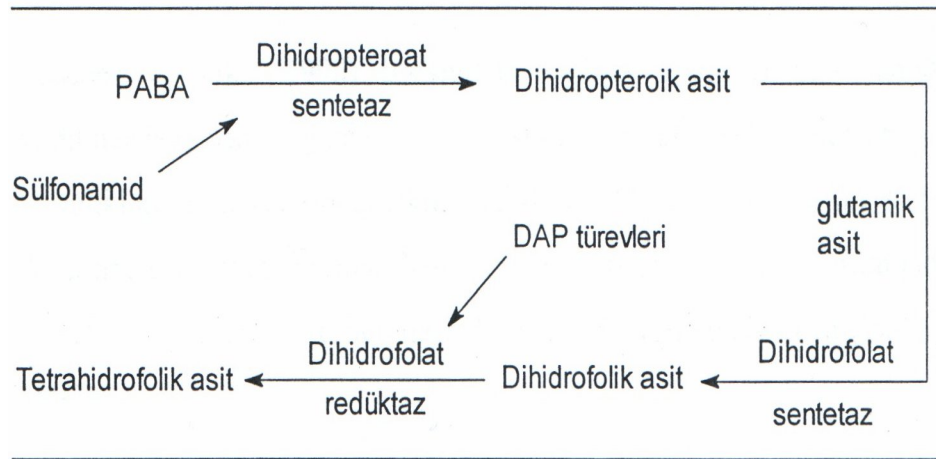 Dihidropteroat
PABA
sentetaz
Dihidropteroik asit
Sülfonamid
glutamik
asit
DAP türevleri
Dihidrofolat
sentetaz
Dihidrofolik asit
Dihidrofolat
redüktaz
Tetrahidrofolik asit